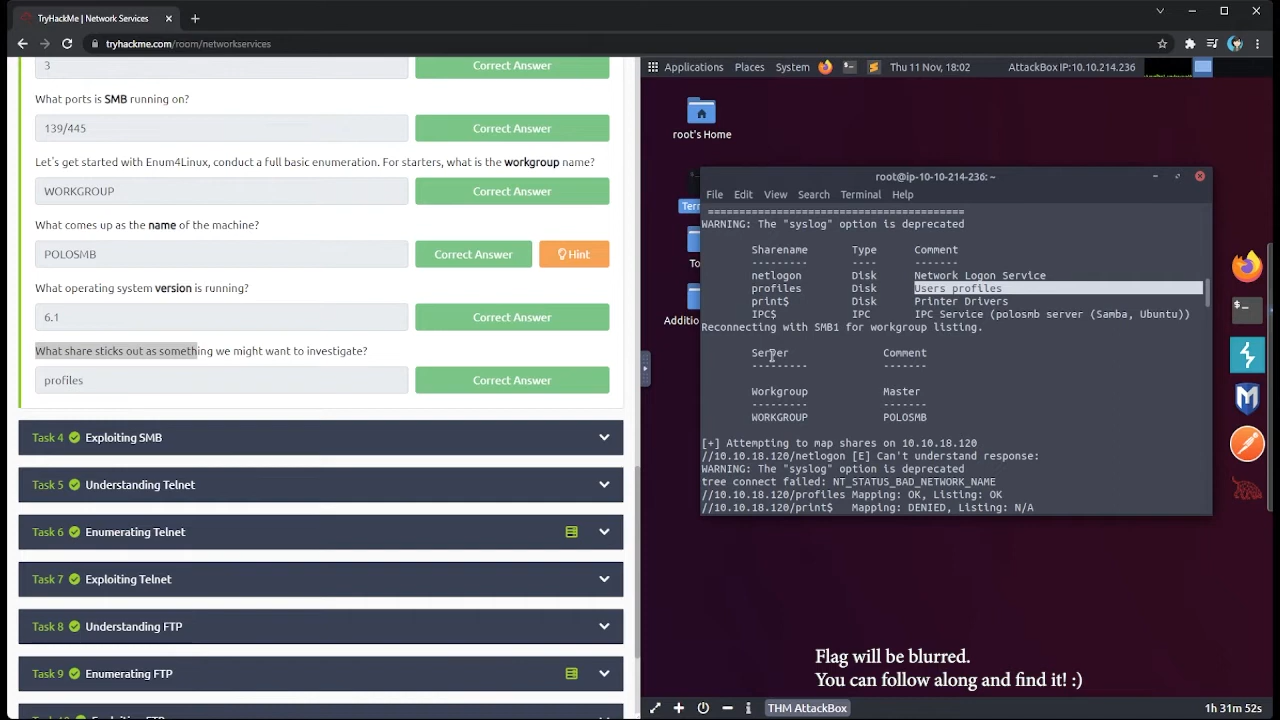 TryHackMe | Network Services
tryhackme.com/room/networkservices
3
Correct Answer
What ports is SMB running on?
139/445
Correct Answer
Let's get started with Enum4Linux, conduct a full basic enumeration. For starters, what is the workgroup name?
WORKGROUP
Correct Answer
What comes up as the name of the machine?
POLOSMB
Correct Answer
Hint
What operating system version is running?
6.1
Correct Answer
What share sticks out as something we might want to investigate?
profiles
Correct Answer
Task 4 Exploiting SMB
Task 5 Understanding Telnet
Task 6 Enumerating Telnet
Task 7 Exploiting Telnet
Task 8 Understanding FTP
Task 9 Enumerating FTP
Applications Places System Thu 11 Nov, 18:02 AttackBox IP:10.10.214.236
root's Home
root@ip-10-10-214-236: ~
File Edit View Search Terminal Help
========================================
WARNING: The "syslog" option is deprecated
Sharename Type Comment
--------- ---- -------
netlogon Disk Network Logon Service
profiles Disk Users profiles
print$ Disk Printer Drivers
IPC$ IPC IPC Service (polosmb server (Samba, Ubuntu))
Reconnecting with SMB1 for workgroup listing.
Server Comment
--------- -------
Workgroup Master
--------- -------
WORKGROUP POLOSMB
[+] Attempting to map shares on 10.10.18.120
//10.10.18.120/netlogon [E] Can't understand response:
WARNING: The "syslog" option is deprecated
tree connect failed: NT_STATUS_BAD_NETWORK_NAME
//10.10.18.120/profiles Mapping: OK, Listing: OK
//10.10.18.120/print$ Mapping: DENIED, Listing: N/A
Flag will be blurred.
You can follow along and find it! :)
THM AttackBox
1h 31m 52s